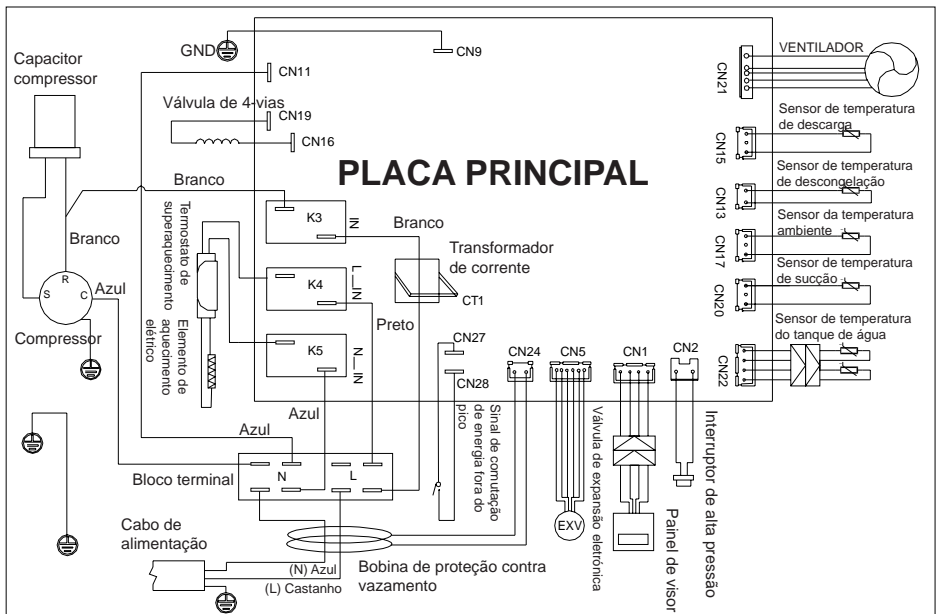 GND
CN9
Capacitor
compressor
CN11
Válvula de 4-vias
CN19
CN16
PLACA PRINCIPAL
Branco
K3
IN
Branco
Termostato de
superaquecimento
Elemento de
aquecimento
elétrico
K4
L_IN
Transformador
de corrente
CT1
Branco
R
S
C
Azul
Compressor
Preto
K5
N_IN
CN27
CN28
Sinal de comutação
de energia fora do
pico
CN24
CN5
CN1
CN2
CN21
VENTILADOR
Sensor de temperatura
de descarga
CN15
Sensor de temperatura
de descongelação
CN13
Sensor da temperatura
ambiente
CN17
Sensor de temperatura
de sucção
CN20
Sensor de temperatura
do tanque de água
CN22
Azul
Azul
Bloco terminal
N
L
Válvula de expansão eletrónica
EXV
Painel de visor
Interruptor de alta pressão
Cabo de
alimentação
(N) Azul
(L) Castanho
Bobina de proteção contra
vazamento